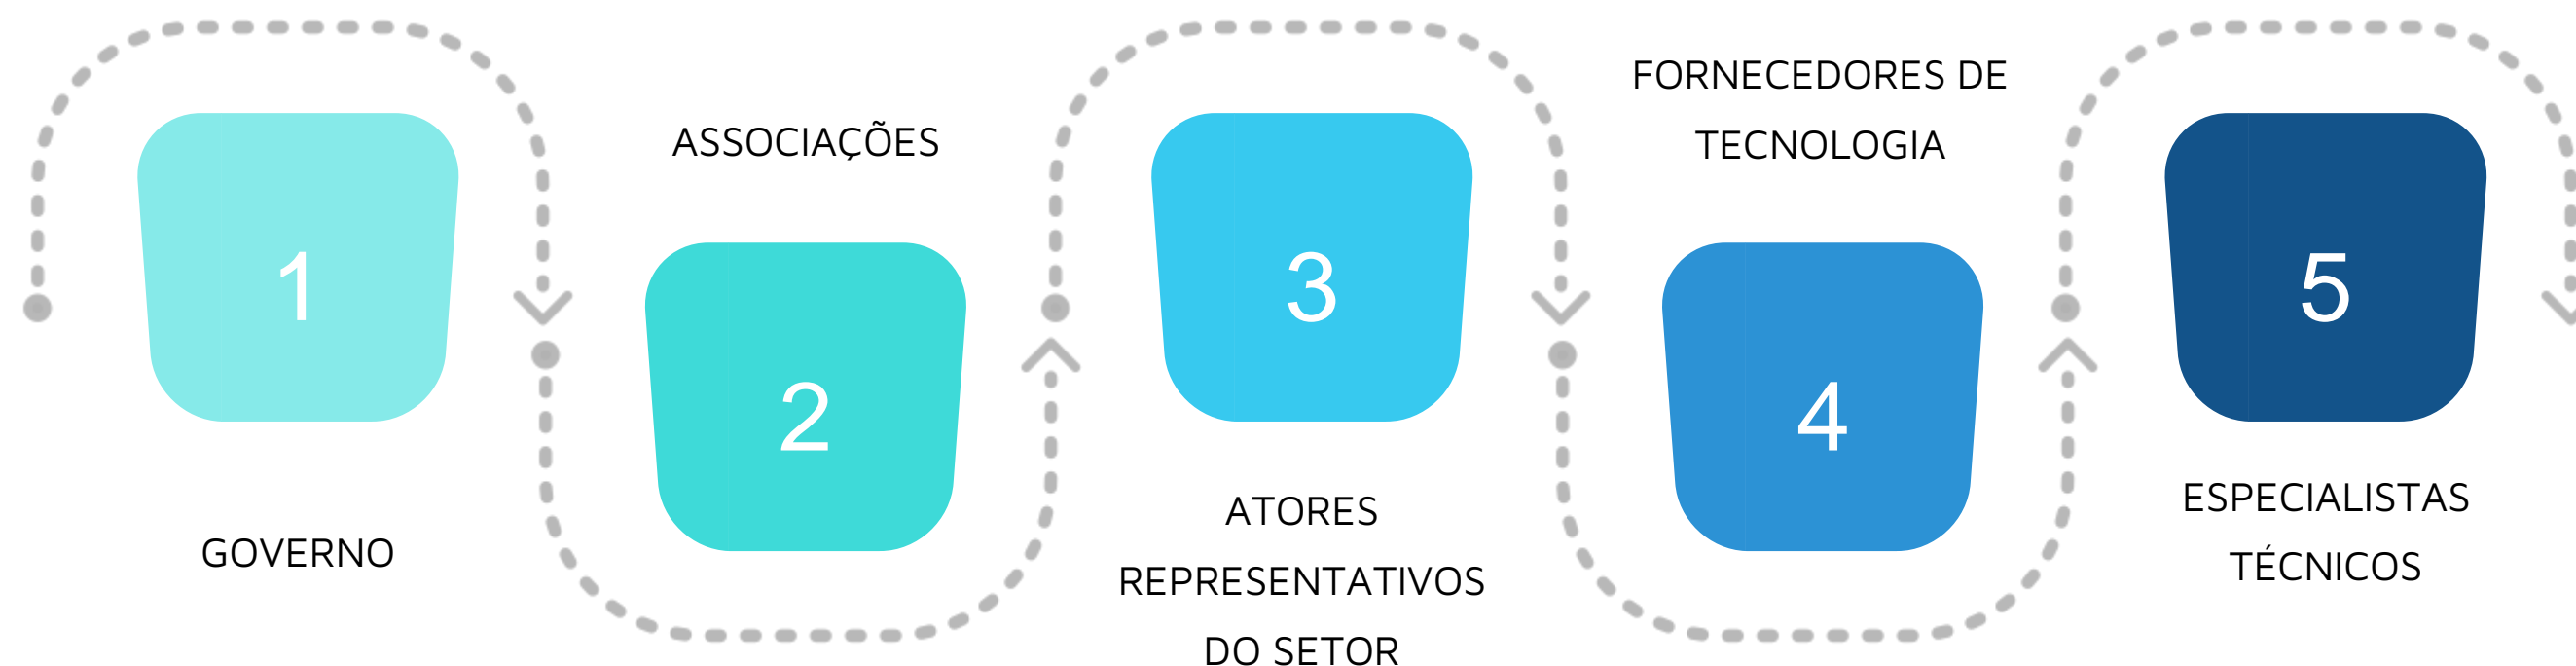 1
GOVERNO
ASSOCIAÇÕES
2
3
ATORES
REPRESENTATIVOS
DO SETOR
FORNECEDORES DE
TECNOLOGIA
4
5
ESPECIALISTAS
TÉCNICOS